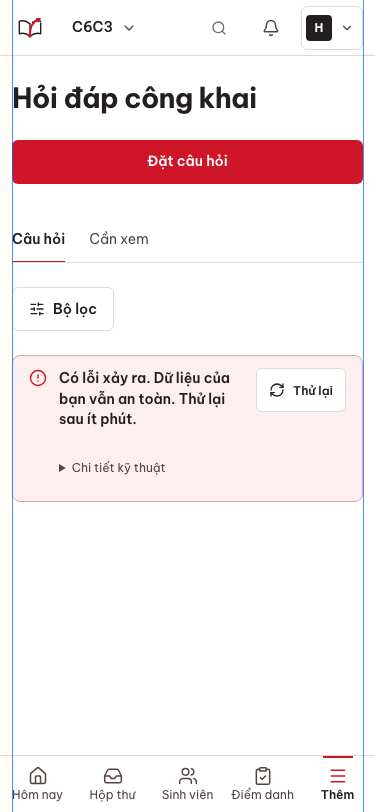 C6C3
H
Hỏi đáp công khai
Đặt câu hỏi
Câu hỏi
Cần xem
Bộ lọc
Có lỗi xảy ra. Dữ liệu của
bạn vẫn an toàn. Thử lại
sau ít phút.
Thử lại
Chi tiết kỹ thuật
Hôm nay
Hộp thư
Sinh viên
Điểm danh
Thêm